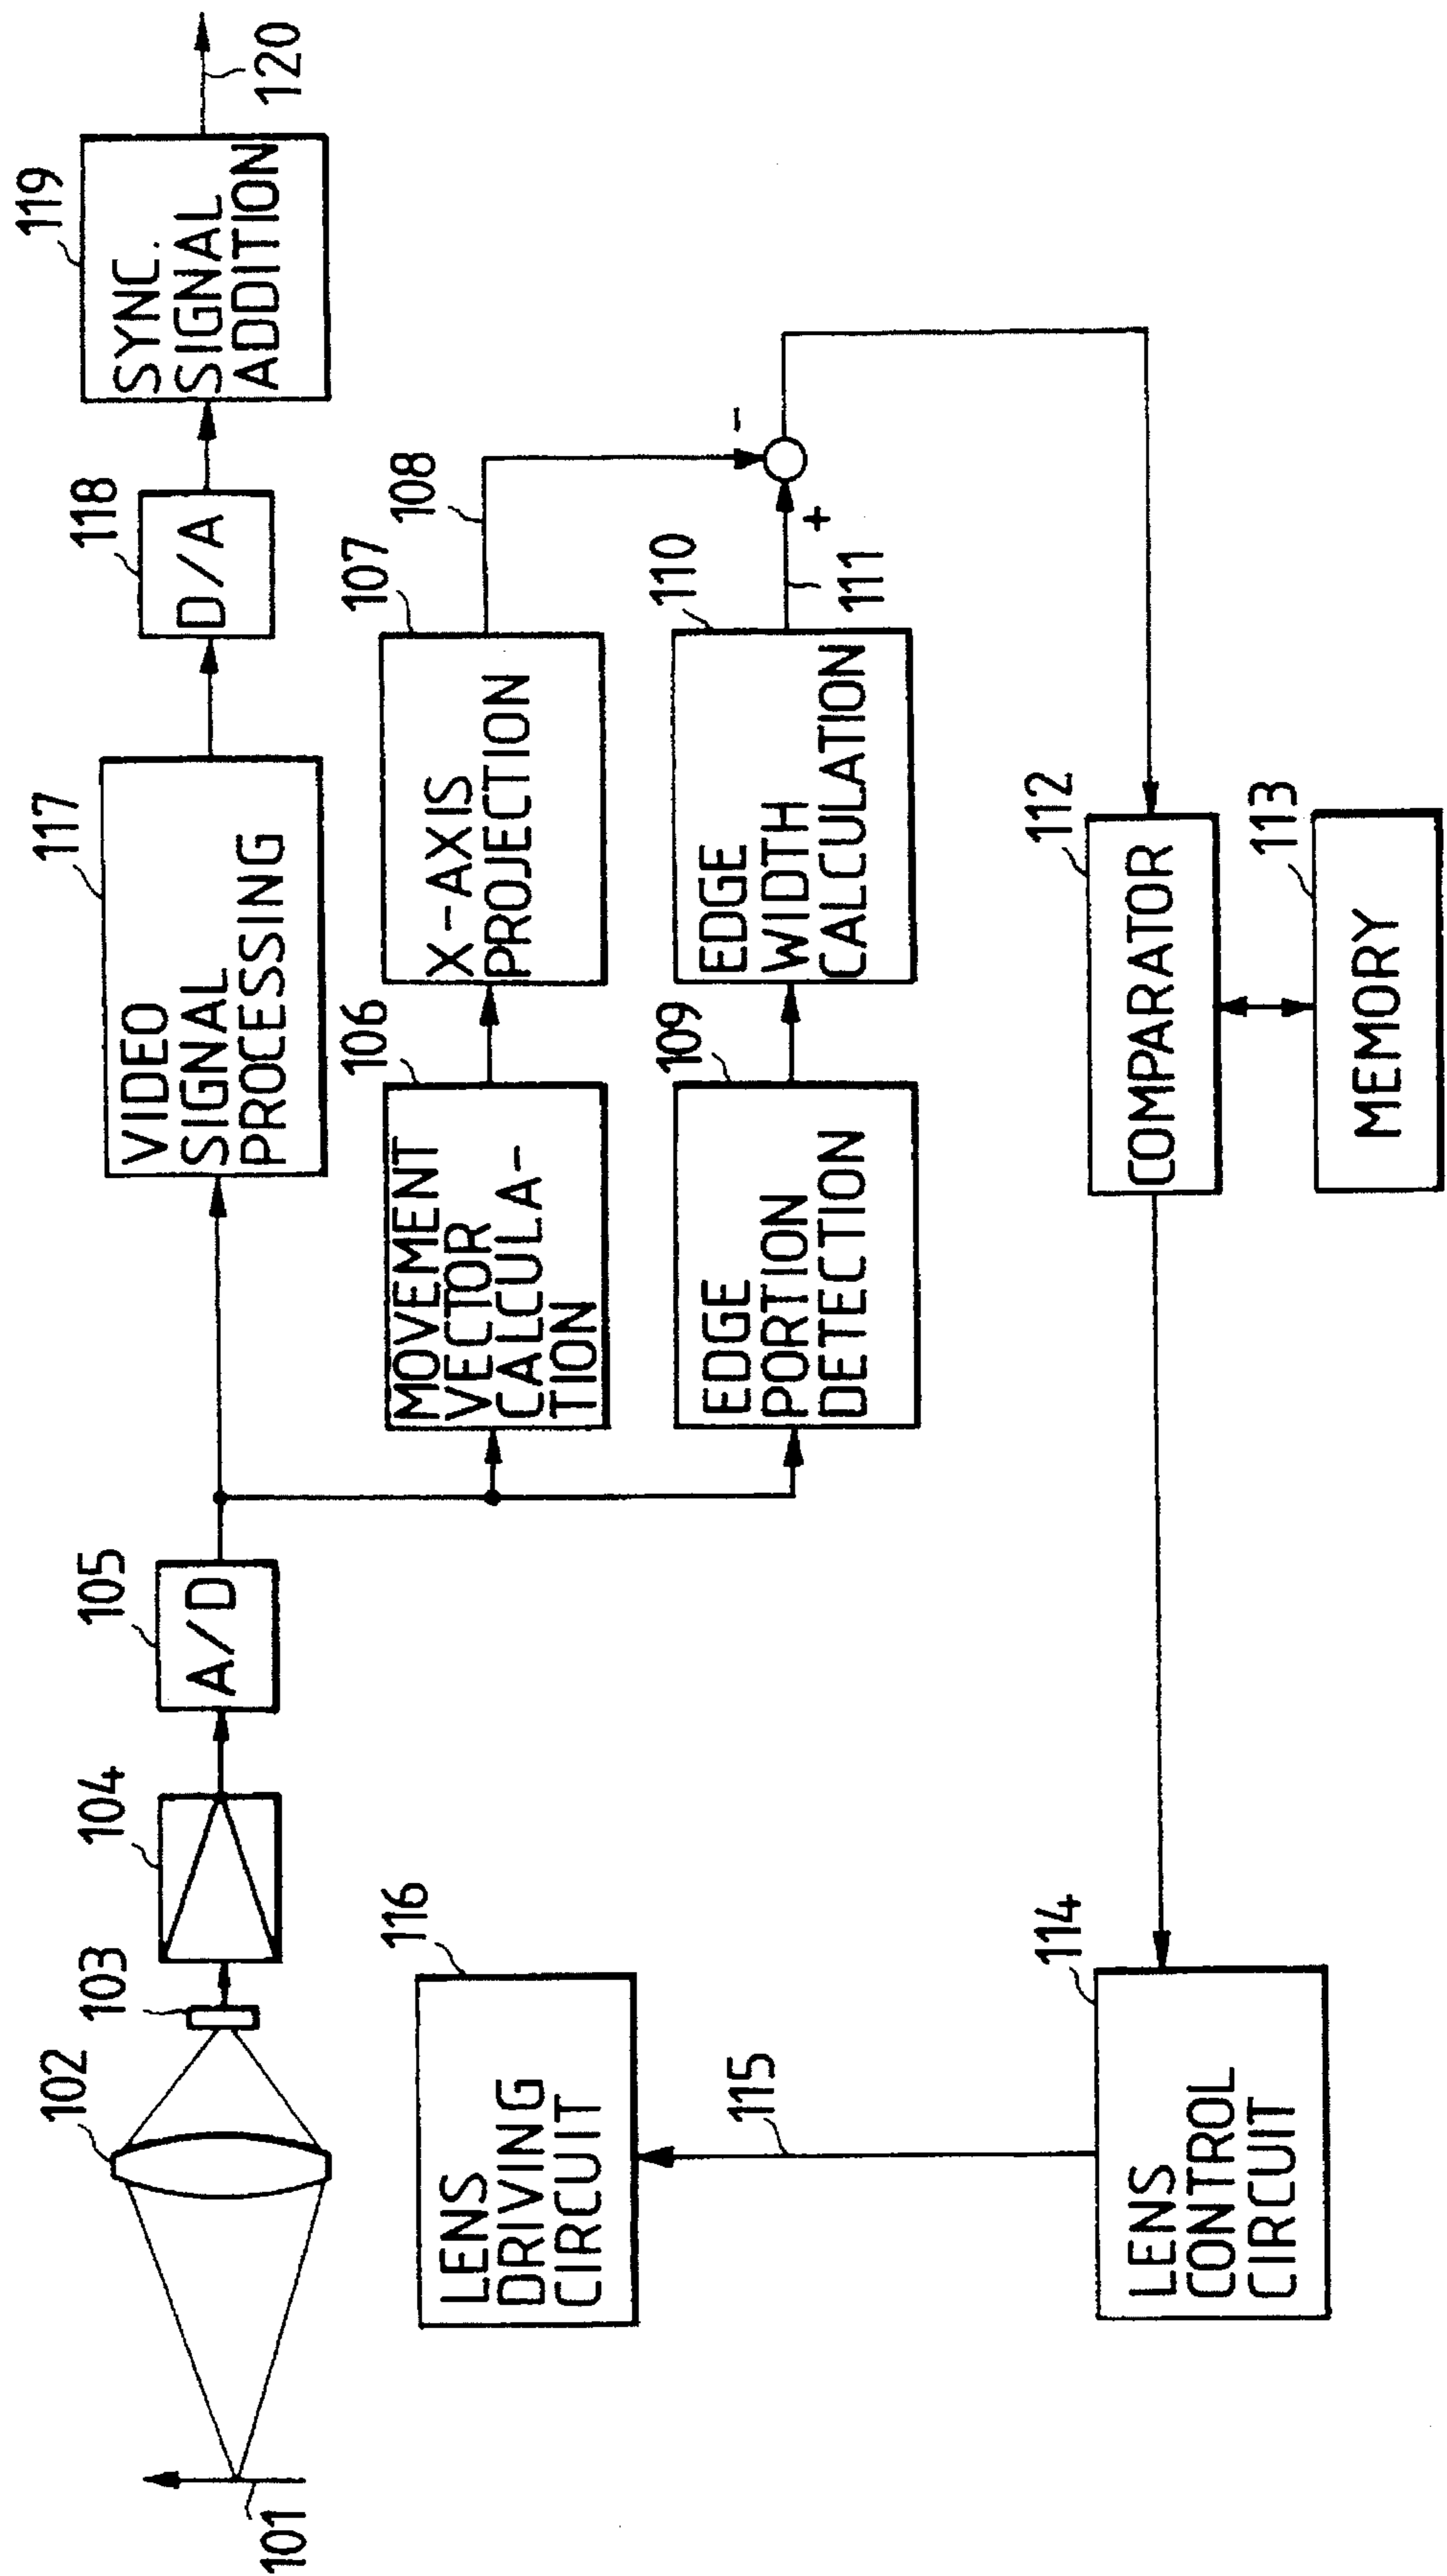 101
102
103
104
105
A/D
117
VIDEO
SIGNAL
PROCESSING
118
D/A
119
SYNC.
SIGNAL
ADDITION
120
106
MOVEMENT
VECTOR
CALCULA-
TION
107
X-AXIS
PROJECTION
108
-
109
EDGE
PORTION
DETECTION
110
EDGE
WIDTH
CALCULATION
111
+
116
LENS
DRIVING
CIRCUIT
115
114
LENS
CONTROL
CIRCUIT
112
COMPARATOR
113
MEMORY